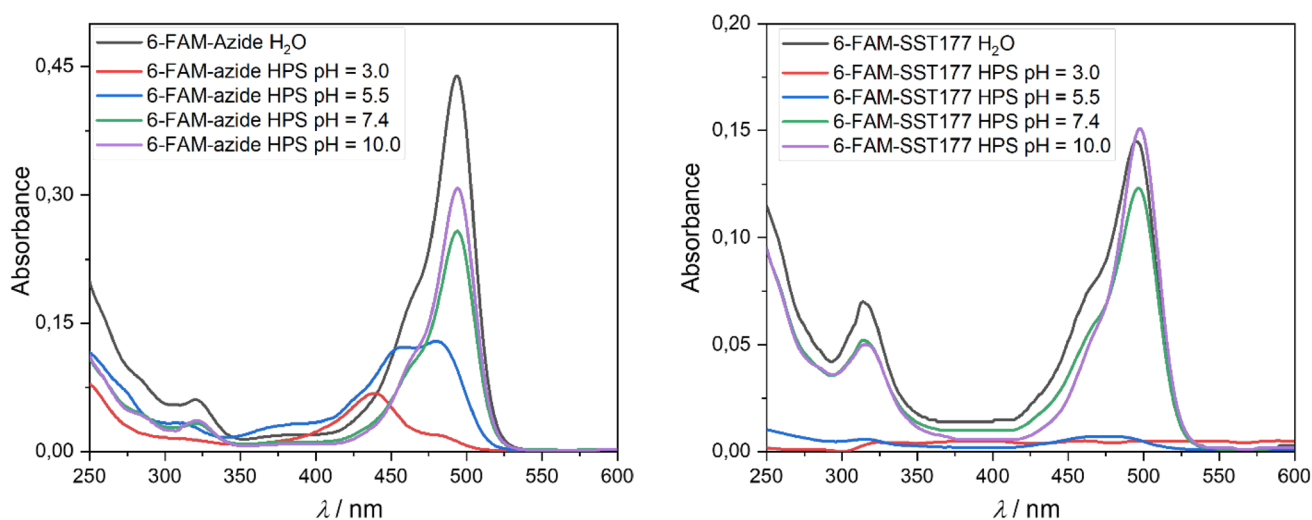 6-FAM-Azide H₂O
6-FAM-azide HPS pH = 3.0
6-FAM-azide HPS pH = 5.5
6-FAM-azide HPS pH = 7.4
6-FAM-azide HPS pH = 10.0
0,45
0,30
0,15
0,00
Absorbance
250 300 350 400 450 500 550 600
λ / nm
6-FAM-SST177 H₂O
6-FAM-SST177 HPS pH = 3.0
6-FAM-SST177 HPS pH = 5.5
6-FAM-SST177 HPS pH = 7.4
6-FAM-SST177 HPS pH = 10.0
0,20
0,15
0,10
0,05
0,00
Absorbance
250 300 350 400 450 500 550 600
λ / nm